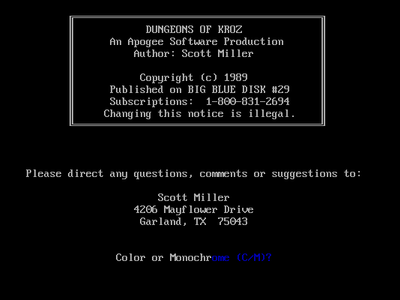 DUNGEONS OF KROZ
An Apogee Software Production
Author: Scott Miller
Copyright (c) 1989
Published on BIG BLUE DISK #29
Subscriptions: 1-800-831-2694
Changing this notice is illegal.
Please direct any questions, comments or suggestions to:
Scott Miller
4206 Mayflower Drive
Garland, TX 75043
Color or Monochrome (C/M)?